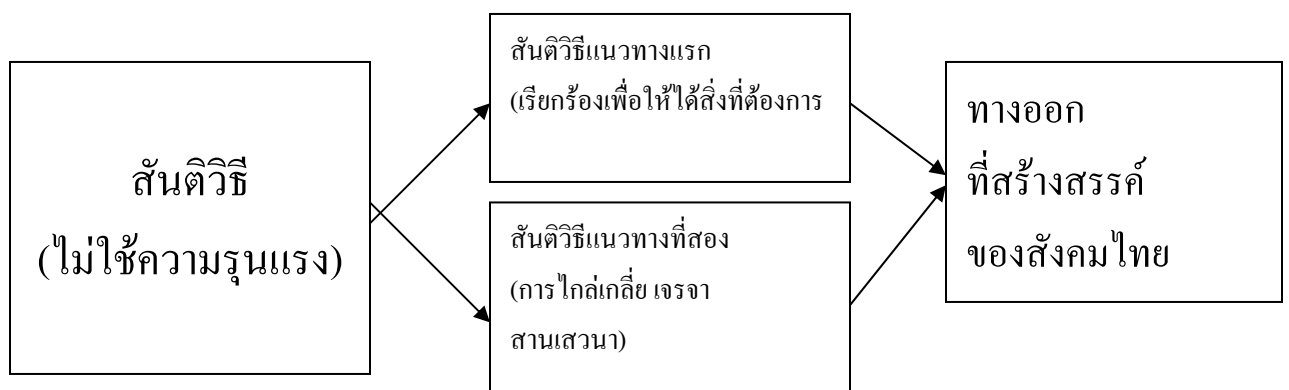 สันติวิธี
(ไม่ใช้ความรุนแรง)
สันติวิธีแนวทางแรก
(เรียกร้องเพื่อให้ได้สิ่งที่ต้องการ
สันติวิธีแนวทางที่สอง
(การไกล่เกลี่ย เจรจา
สานเสวนา)
ทางออก
ที่สร้างสรรค์
ของสังคมไทย